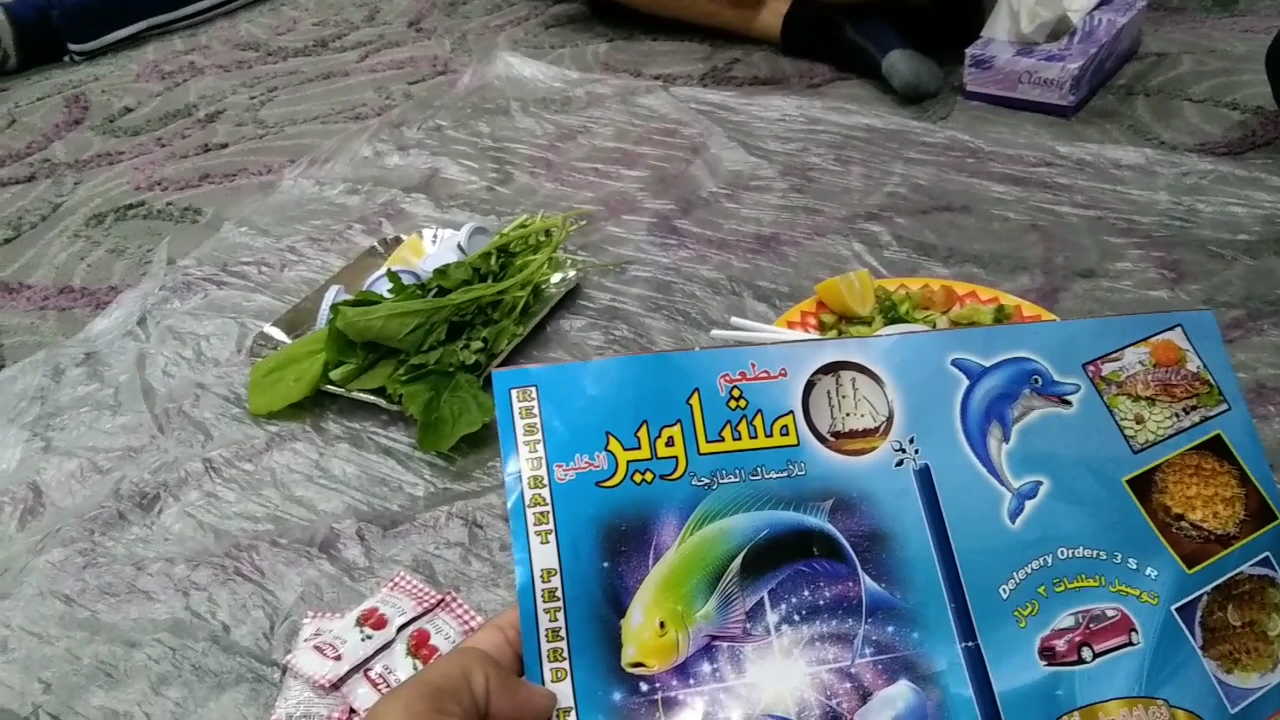 Classic
RESTURANT PETERD
مطعم
مشاوير
الخليج
للأسماك الطازجة
Delevery Orders 3 S R
توصيل الطلبات ٣ ريال